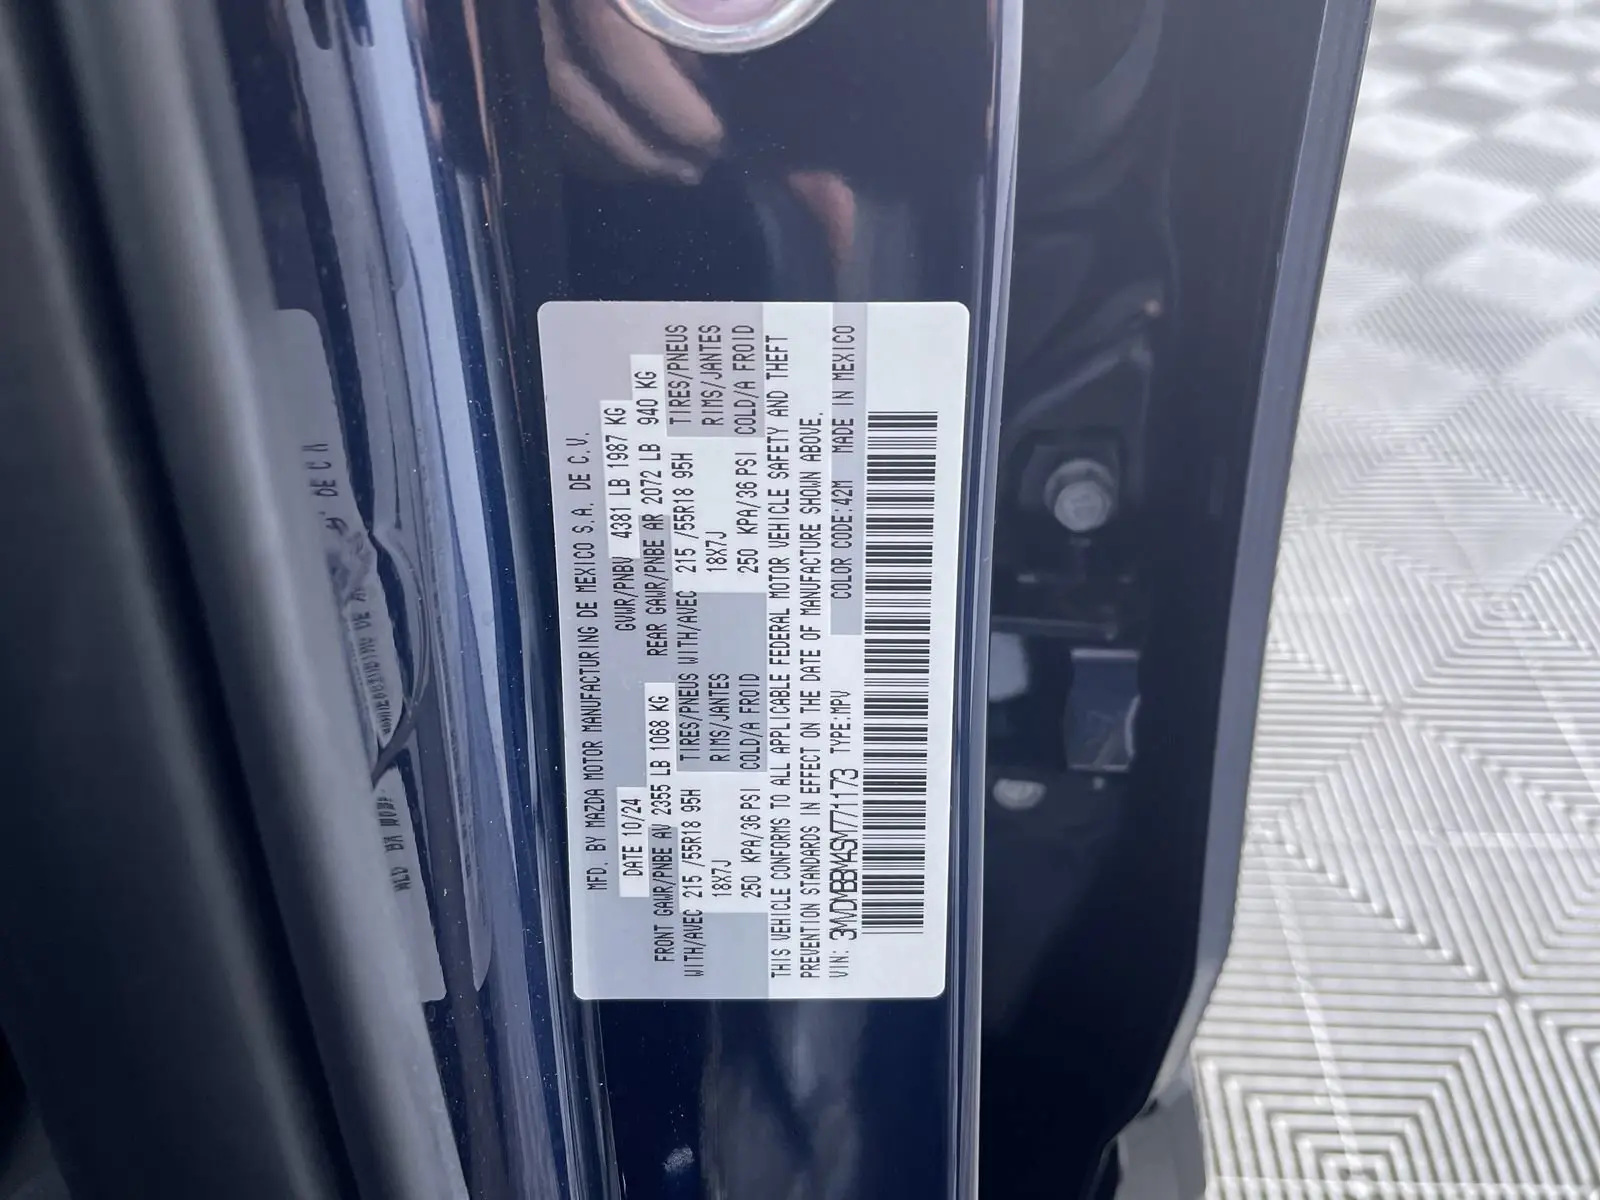 MFD. BY MAZDA MOTOR MANUFACTURING DE MEXICO S.A. DE C.V.
DATE 10/24 GVWR/PNBV 4381 LB 1987 KG
FRONT GAWR/PNBE AV 2355 LB 1068 KG REAR GAWR/PNBE AR 2072 LB 940 KG
WITH/AVEC 215 /55R18 95H TIRES/PNEUS WITH/AVEC 215 /55R18 95H TIRES/PNEUS
18X7J RIMS/JANTES 18X7J RIMS/JANTES
250 KPA/36 PSI COLD/A FROID 250 KPA/36 PSI COLD/A FROID
THIS VEHICLE CONFORMS TO ALL APPLICABLE FEDERAL MOTOR VEHICLE SAFETY AND THEFT
PREVENTION STANDARDS IN EFFECT ON THE DATE OF MANUFACTURE SHOWN ABOVE.
VIN: 3MVDMBBM4SM771173 TYPE:MPV COLOR CODE:42M MADE IN MEXICO